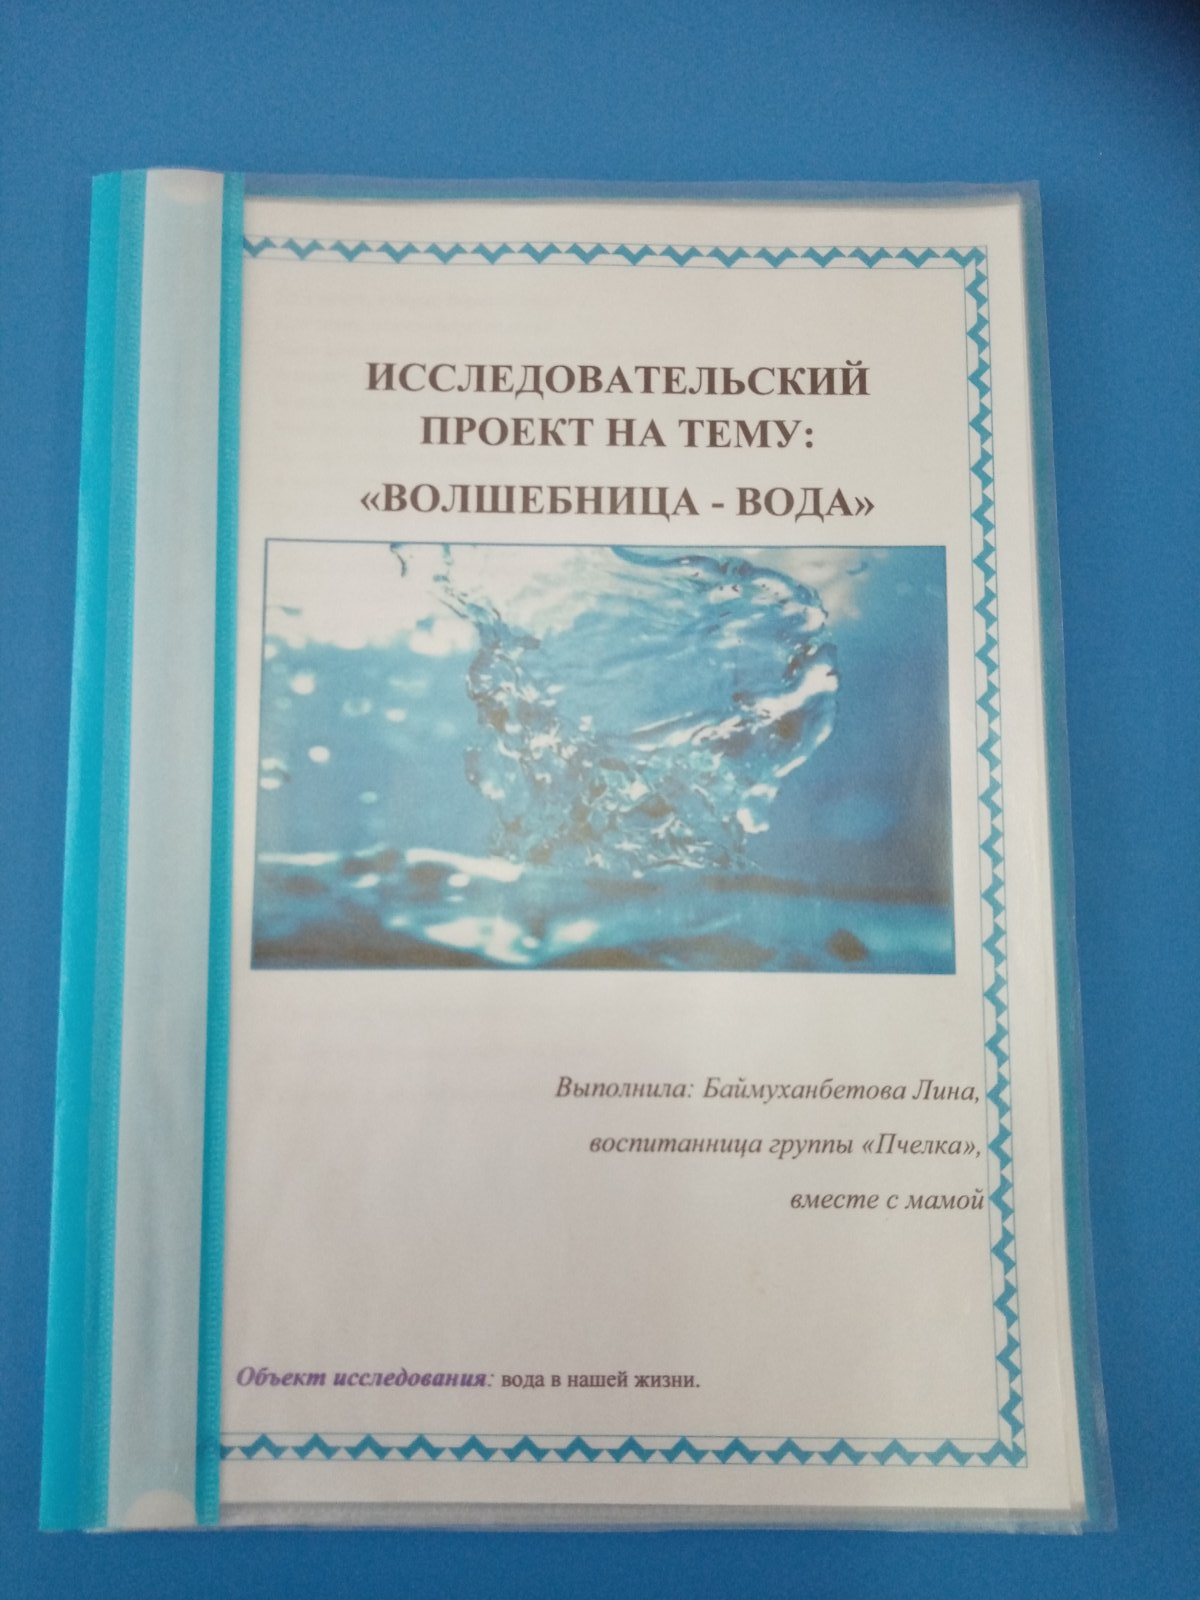 ИССЛЕДОВАТЕЛЬСКИЙ
ПРОЕКТ НА ТЕМУ:
«ВОЛШЕБНИЦА - ВОДА»
Выполнила: Баймуханбетова Лина,
воспитанница группы «Пчелка»,
вместе с мамой
Объект исследования: вода в нашей жизни.